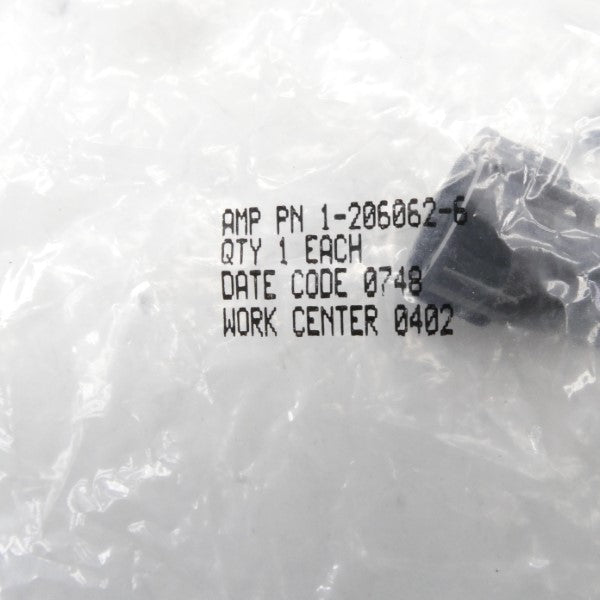 AMP PN 1-206062-6
QTY 1 EACH
DATE CODE 0748
WORK CENTER 0402